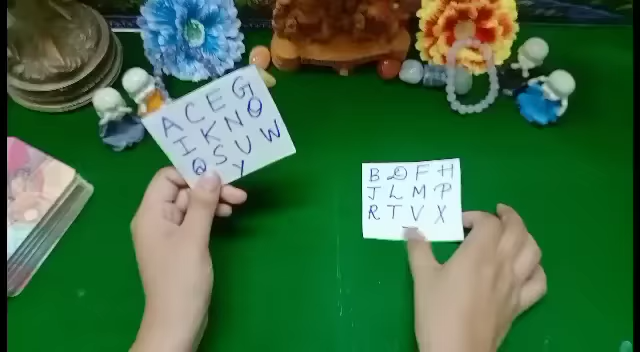 A C E G
I K N O
Q S U W
Y
B D F H
J L M P
R T V X